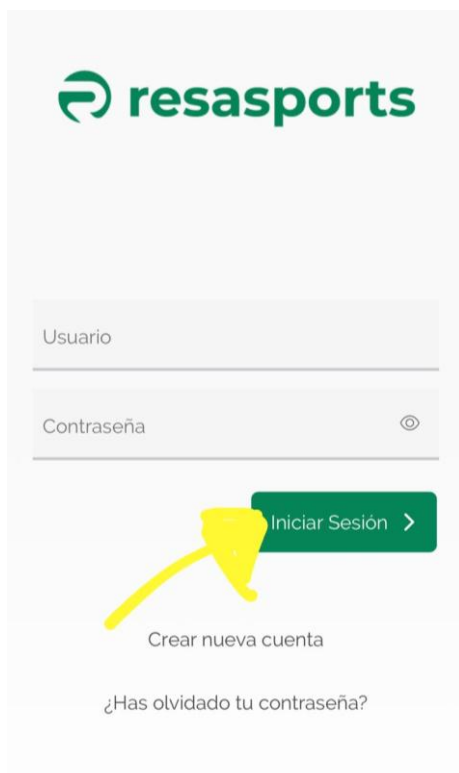 resasports
Usuario
Contraseña
Iniciar Sesión
Crear nueva cuenta
¿Has olvidado tu contraseña?